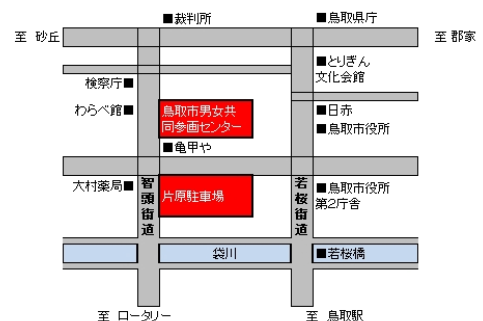 ■裁判所
■鳥取県庁
至 砂丘
至 郡家
■とりぎん
文化会館
検察庁■
わらべ館■
鳥取市男女共
同参画センター
■日赤
■鳥取市役所
■亀甲や
大村薬局■
智頭街道
片原駐車場
若桜街道
■鳥取市役所
第2庁舎
袋川
■若桜橋
至 ロータリー
至 鳥取駅